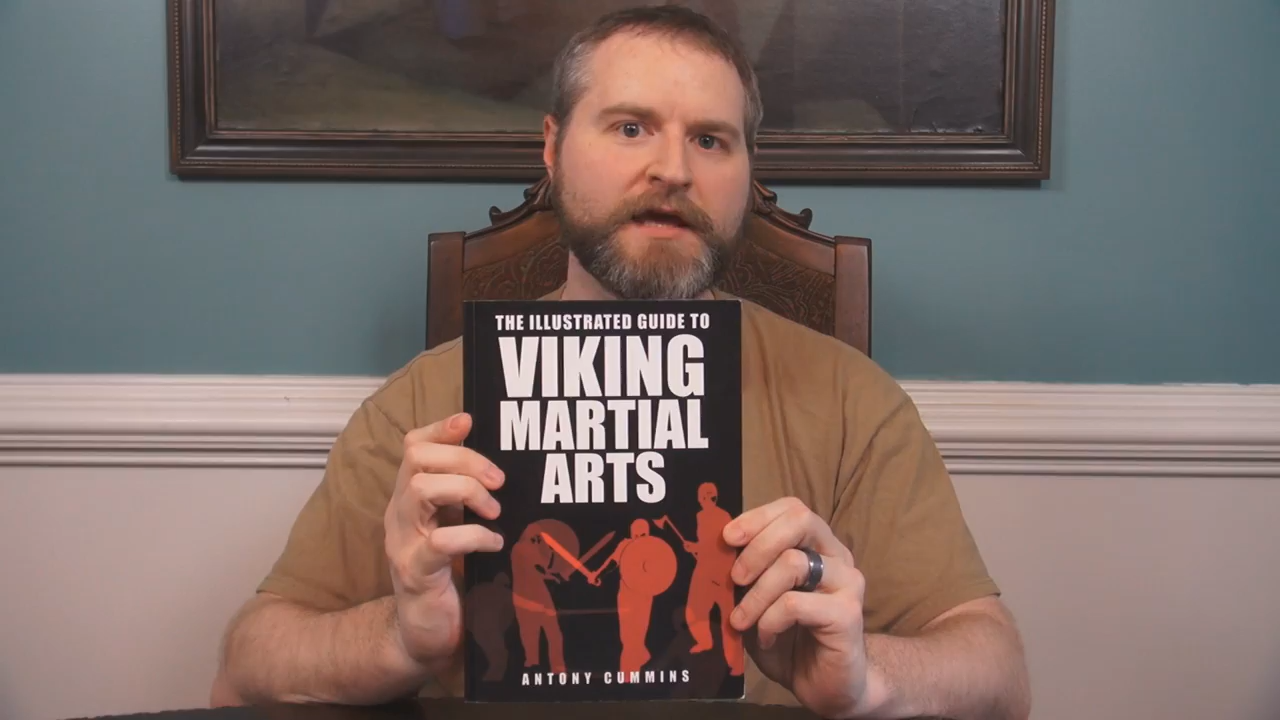 THE ILLUSTRATED GUIDE TO
VIKING
MARTIAL
ARTS
ANTONY CUMMINS